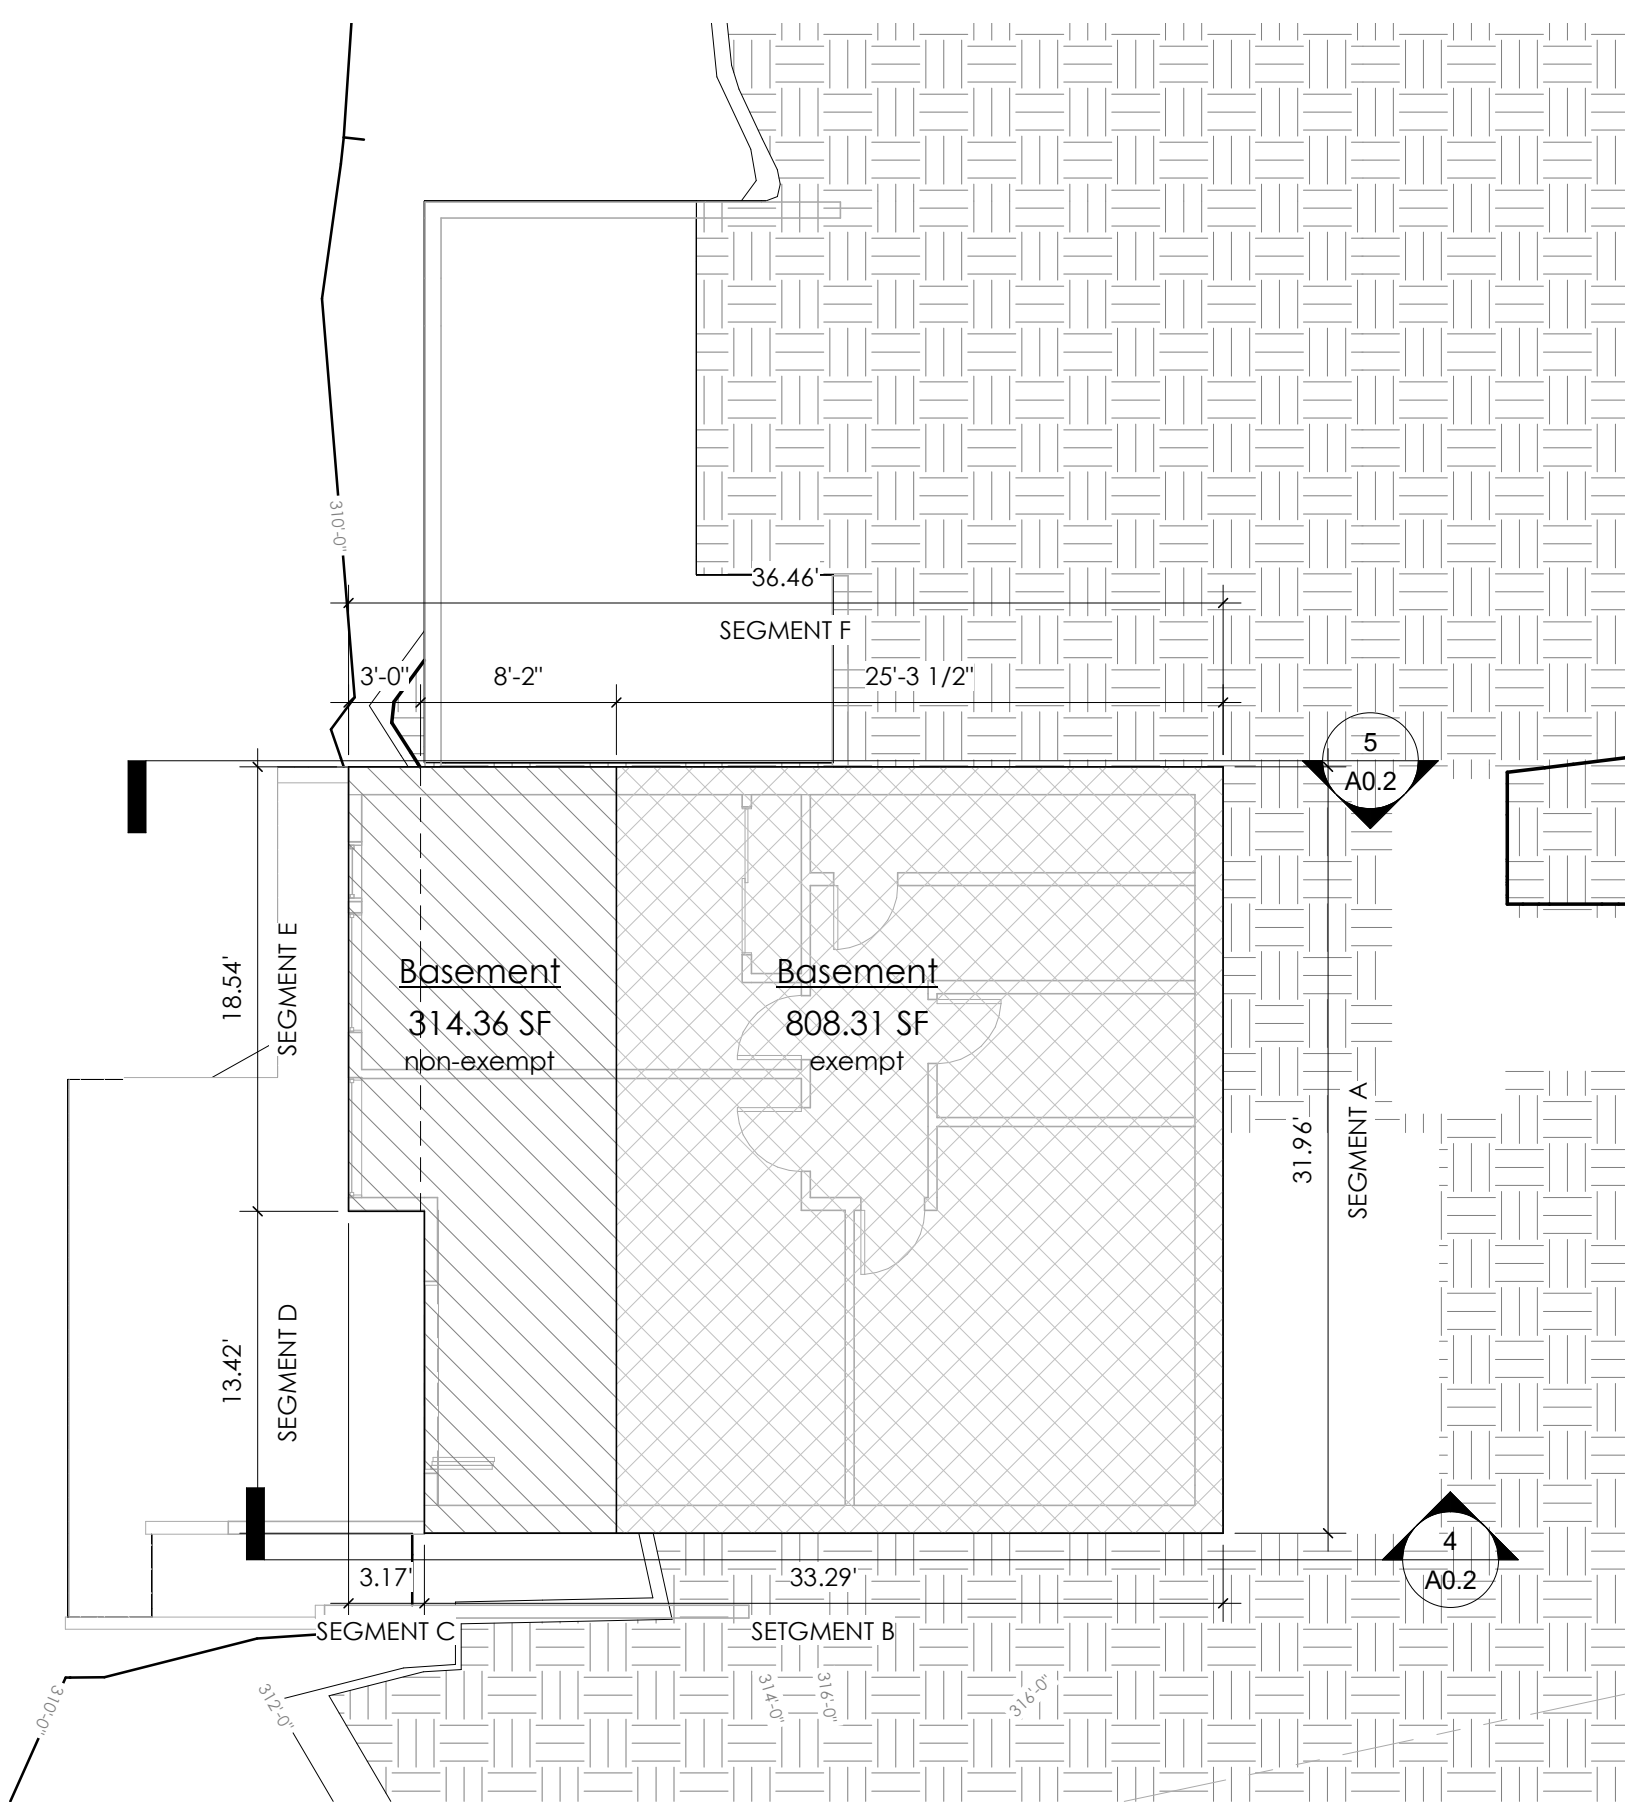 310'-0"
36.46'
SEGMENT F
3'-0"
8'-2"
25'-3 1/2"
5
A0.2
18.54'
SEGMENT E
Basement
314.36 SF
non-exempt
Basement
808.31 SF
exempt
31.96'
SEGMENT A
13.42'
SEGMENT D
4
A0.2
3.17'
33.29'
SEGMENT C
SETGMENT B
310'-0"
312'-0"
314'-0"
316'-0"
316'-0"